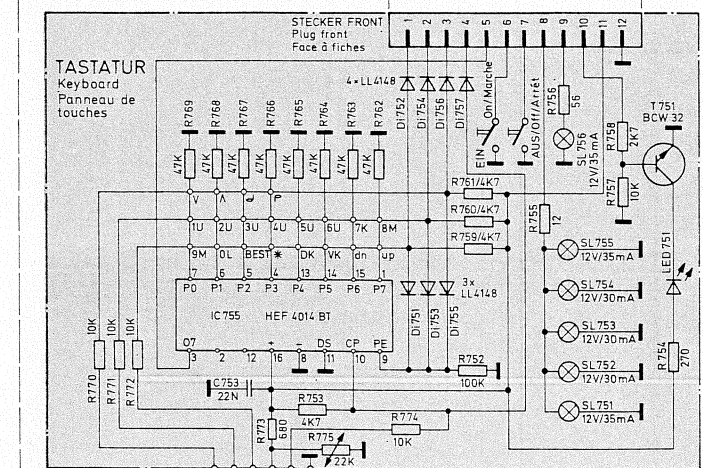 STECKER FRONT
Plug front
Face à fiches
1 2 3 4 5 6 7 8 9 10 11 12
TASTATUR
Keyboard
Panneau de
touches
4×LL4148
Di752
Di754
Di756
Di757
On/Marche
EIN
AUS/Off/Arrêt
R756
56
SL756
12V/35mA
R758
2K7
R757
10K
T751
BCW 32
R769 R768 R767 R766 R765 R764 R763 R762
47K 47K 47K 47K 47K 47K 47K 47K
R761/4K7
R760/4K7
R759/4K7
R755
12
1U 2U 3U 4U 5U 6U 7K 8M
9M 0L BEST * DK VK dn up
7 6 5 4 13 14 15 1
P0 P1 P2 P3 P4 P5 P6 P7
IC755 HEF 4014 BT
+ - DS CP PE
3 2 12 16 8 11 10 9
3×
LL4148
Di751
Di753
Di755
SL755
12V/35mA
SL754
12V/30mA
SL753
12V/30mA
SL752
12V/30mA
SL751
12V/35mA
LED751
R754
270
10K 10K 10K
R770
R771
R772
C753
22N
R752
100K
R753
4K7
R773
680
R774
10K
R775
22K